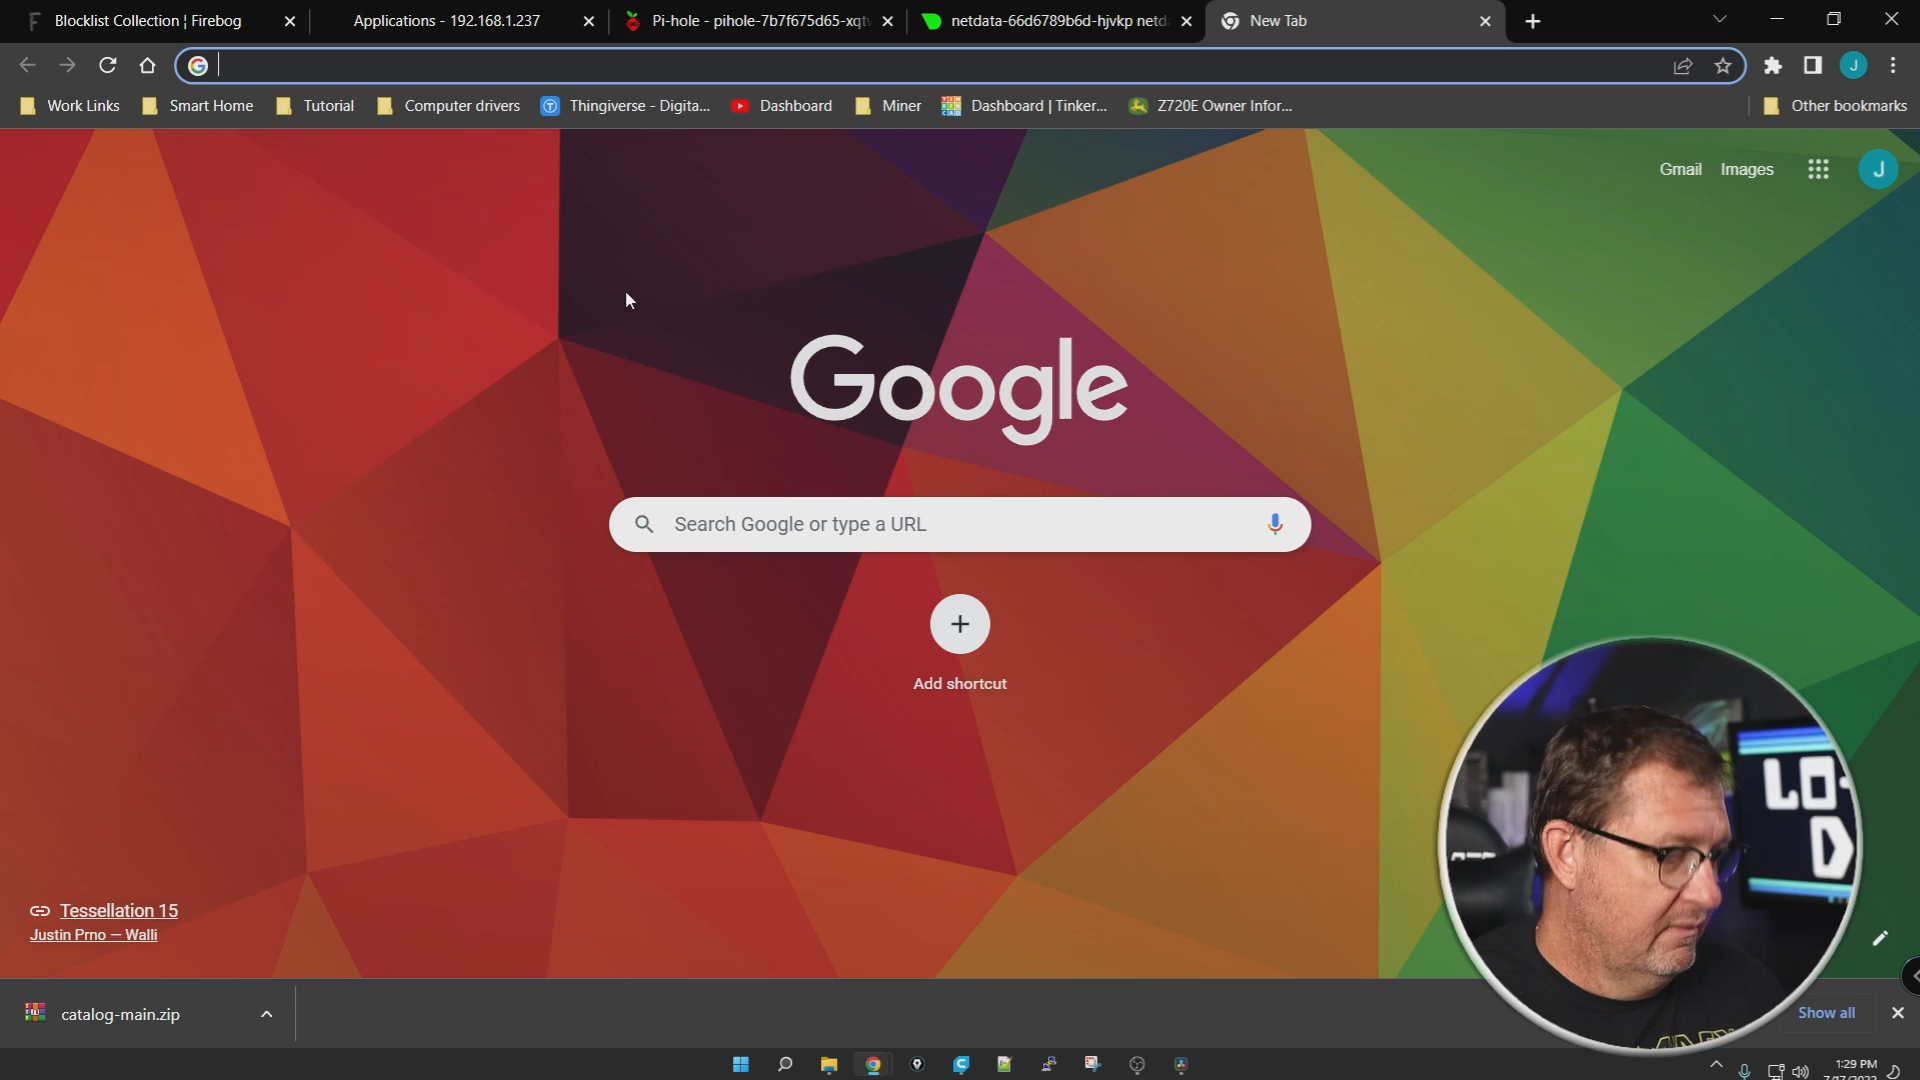 Blocklist Collection ¦ Firebog
Applications - 192.168.1.237
Pi-hole - pihole-7b7f675d65-xqt
netdata-66d6789b6d-hjvkp netd
New Tab
J
Work Links
Smart Home
Tutorial
Computer drivers
Thingiverse - Digita...
Dashboard
Miner
Dashboard | Tinker...
Z720E Owner Infor...
Other bookmarks
Gmail
Images
J
Google
Search Google or type a URL
Add shortcut
LO-
D
Tessellation 15
Justin Prno — Walli
catalog-main.zip
Show all
1:29 PM